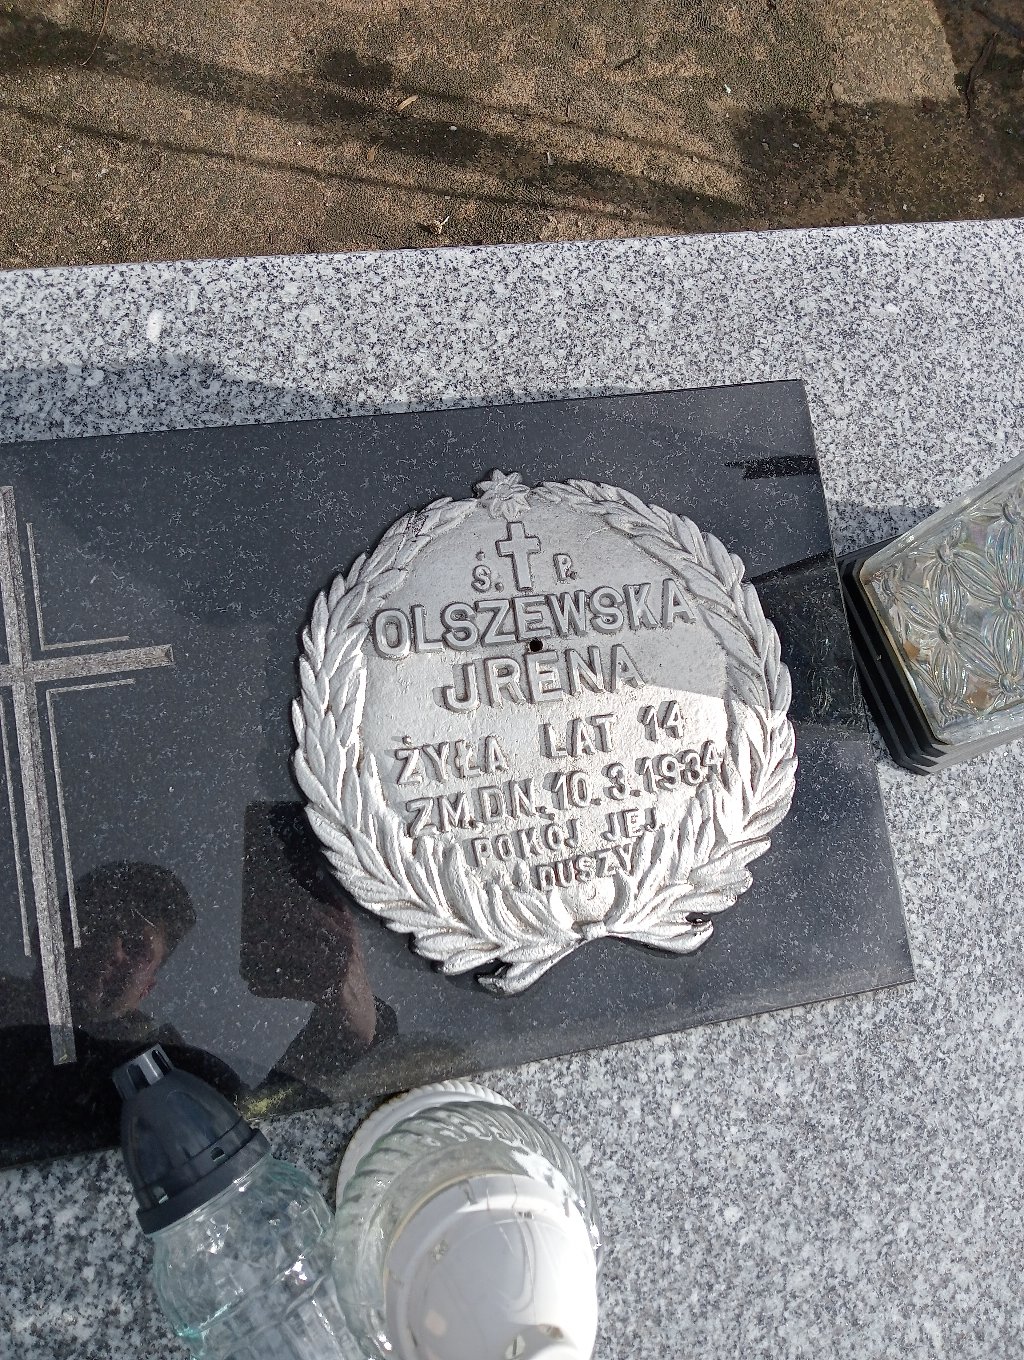 Ś. P.
OLSZEWSKA
JRENA
ŻYŁA LAT 14
ZM. DN. 10. 3. 1934
POKÓJ JEJ
DUSZY